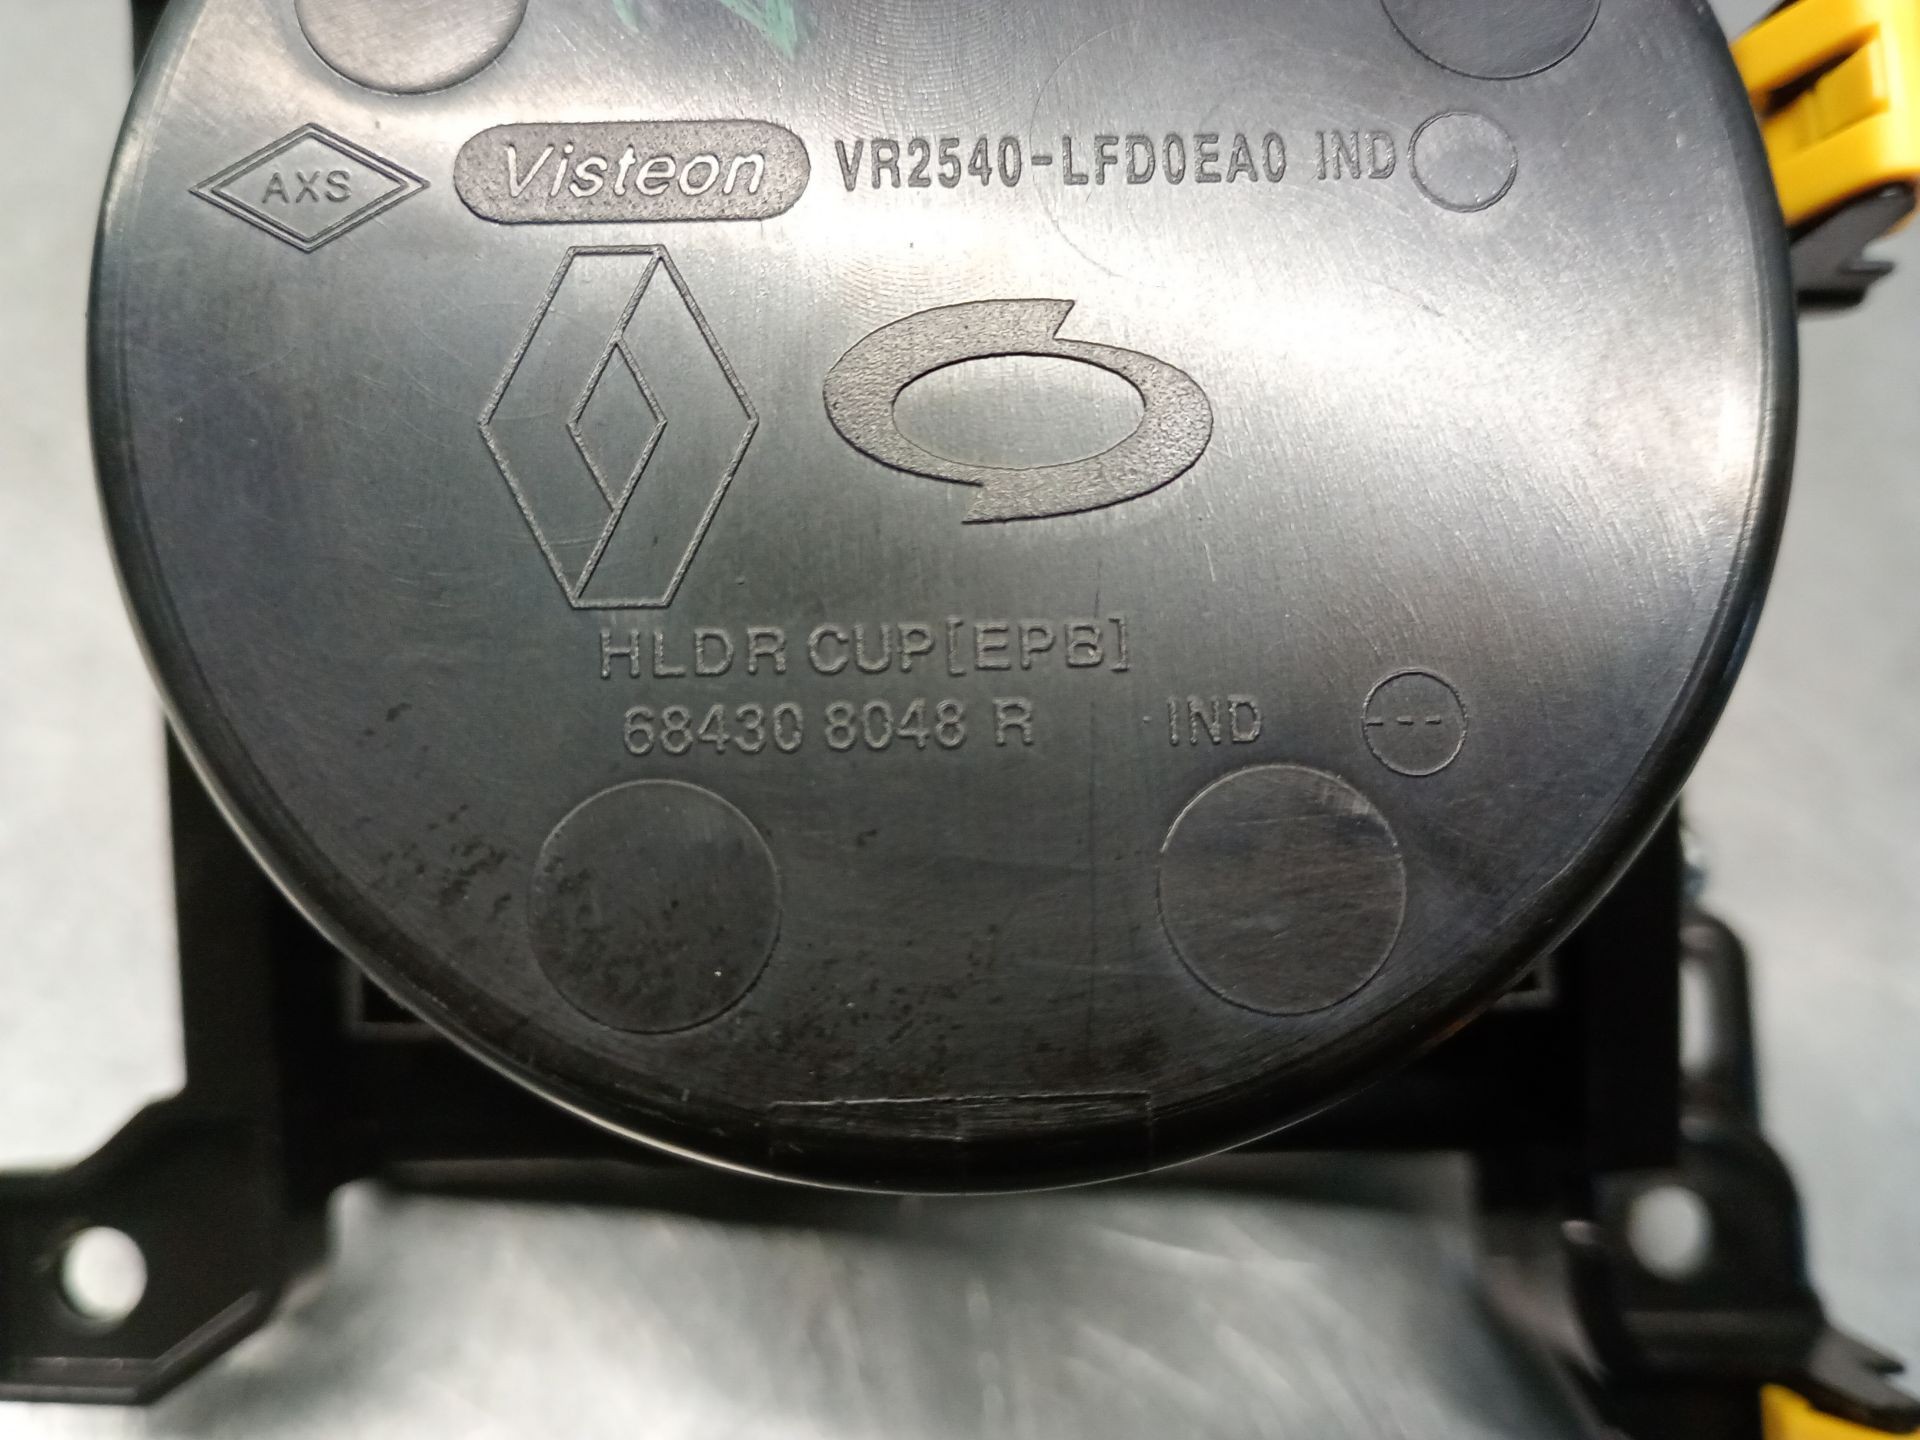 AXS Visteon VR2540-LFD0EA0 IND
HLDR CUP[EPB]
68430 8048 R IND